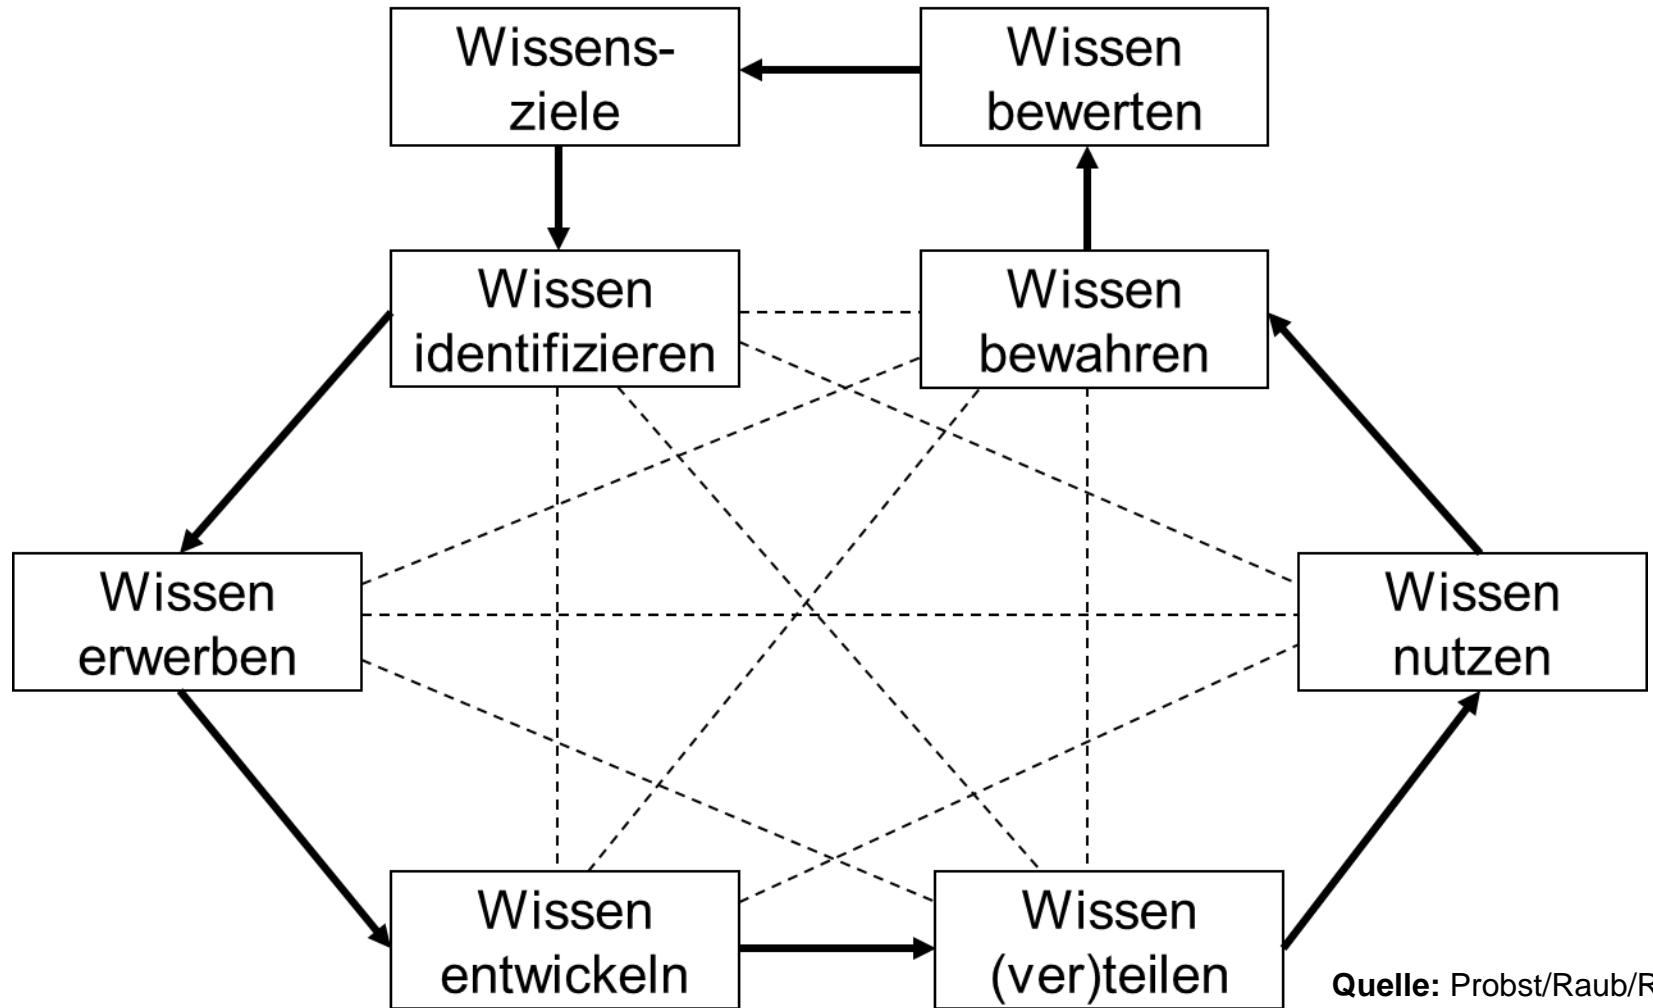 Wissens-
ziele
Wissen
bewerten
Wissen
identifizieren
Wissen
bewahren
Wissen
erwerben
Wissen
nutzen
Wissen
entwickeln
Wissen
(ver)teilen
Quelle: Probst/Raub/R